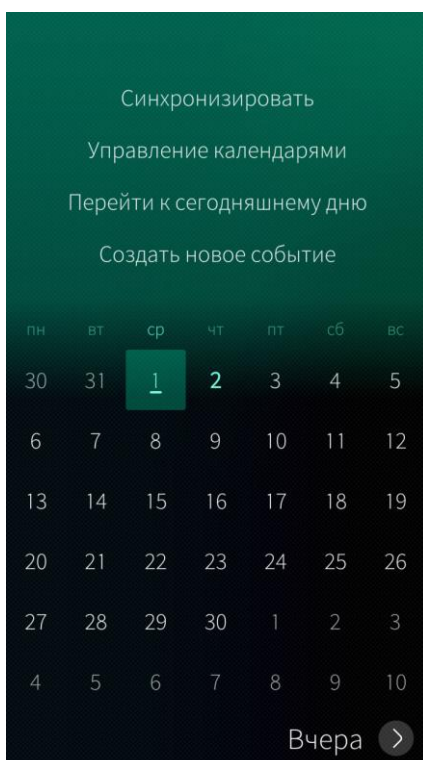 Синхронизировать
Управление календарями
Перейти к сегодняшнему дню
Создать новое событие
пн вт ср чт пт сб вс
30 31 1 2 3 4 5
6 7 8 9 10 11 12
13 14 15 16 17 18 19
20 21 22 23 24 25 26
27 28 29 30 1 2 3
4 5 6 7 8 9 10
Вчера